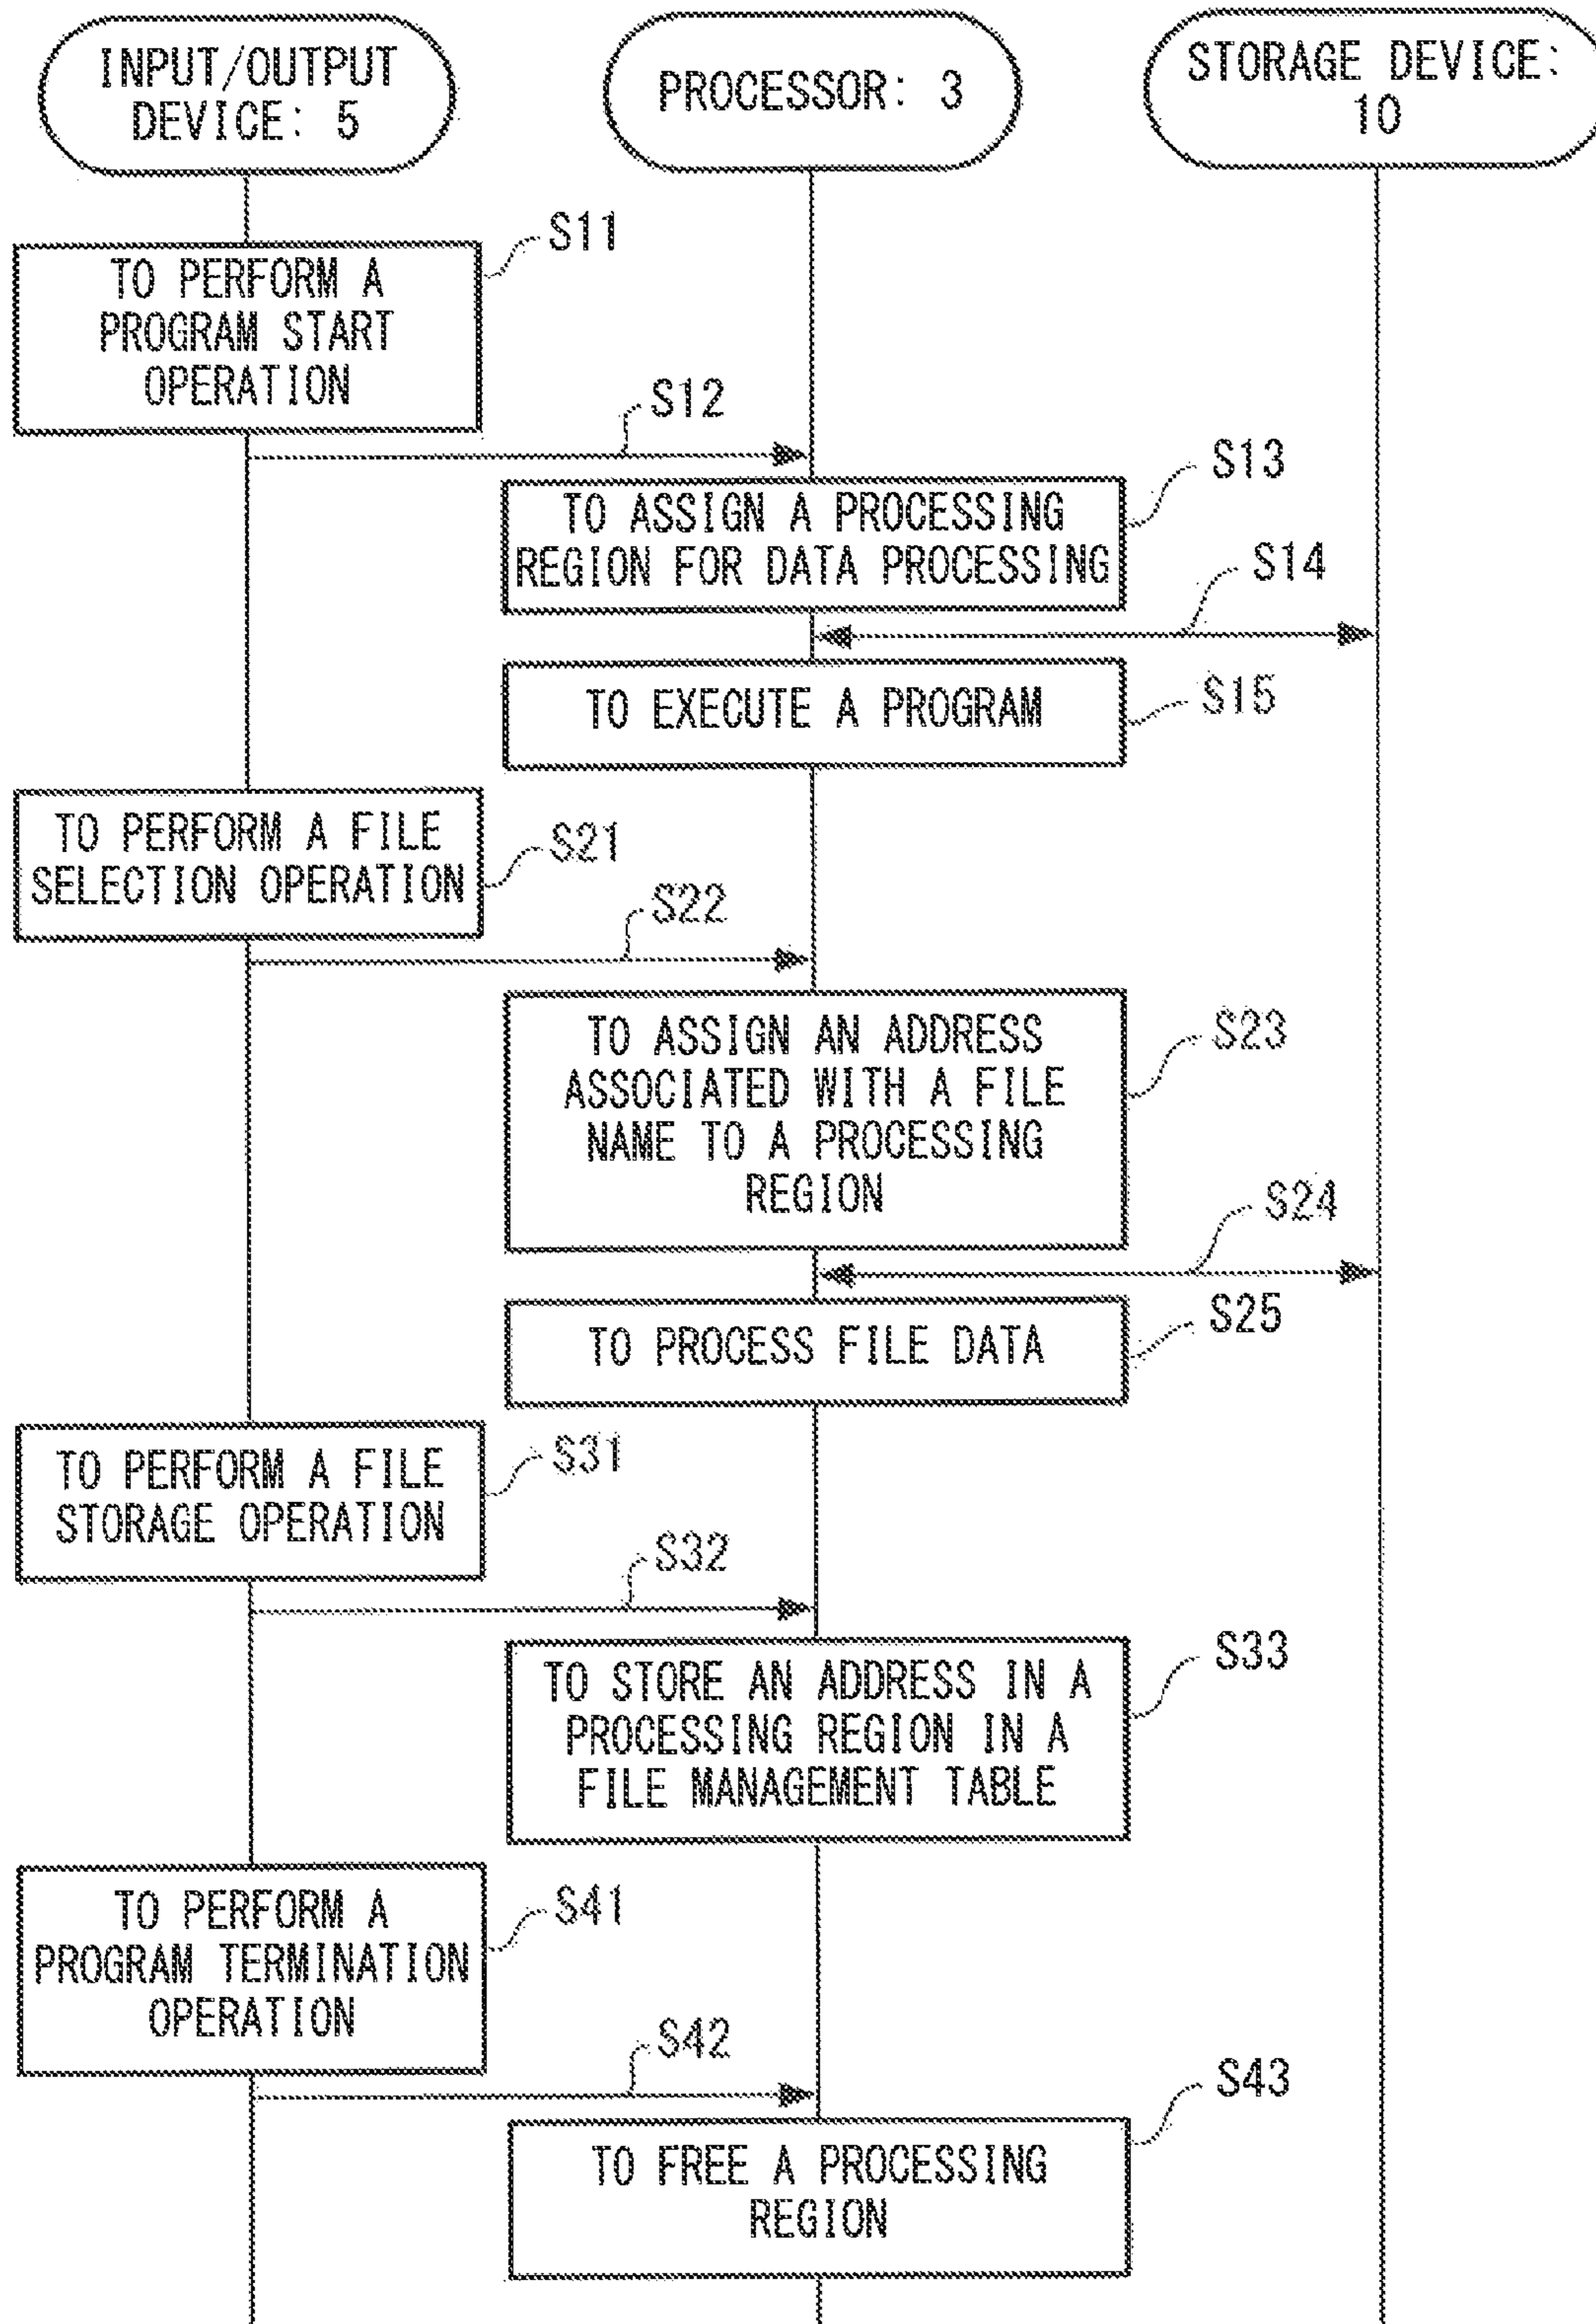 INPUT/OUTPUT
DEVICE: 5
PROCESSOR: 3
STORAGE DEVICE:
10
S11
TO PERFORM A
PROGRAM START
OPERATION
S12
S13
TO ASSIGN A PROCESSING
REGION FOR DATA PROCESSING
S14
TO EXECUTE A PROGRAM
S15
TO PERFORM A FILE
SELECTION OPERATION
S21
S22
TO ASSIGN AN ADDRESS
ASSOCIATED WITH A FILE
NAME TO A PROCESSING
REGION
S23
S24
TO PROCESS FILE DATA
S25
TO PERFORM A FILE
STORAGE OPERATION
S31
S32
TO STORE AN ADDRESS IN A
PROCESSING REGION IN A
FILE MANAGEMENT TABLE
S33
TO PERFORM A
PROGRAM TERMINATION
OPERATION
S41
S42
S43
TO FREE A PROCESSING
REGION